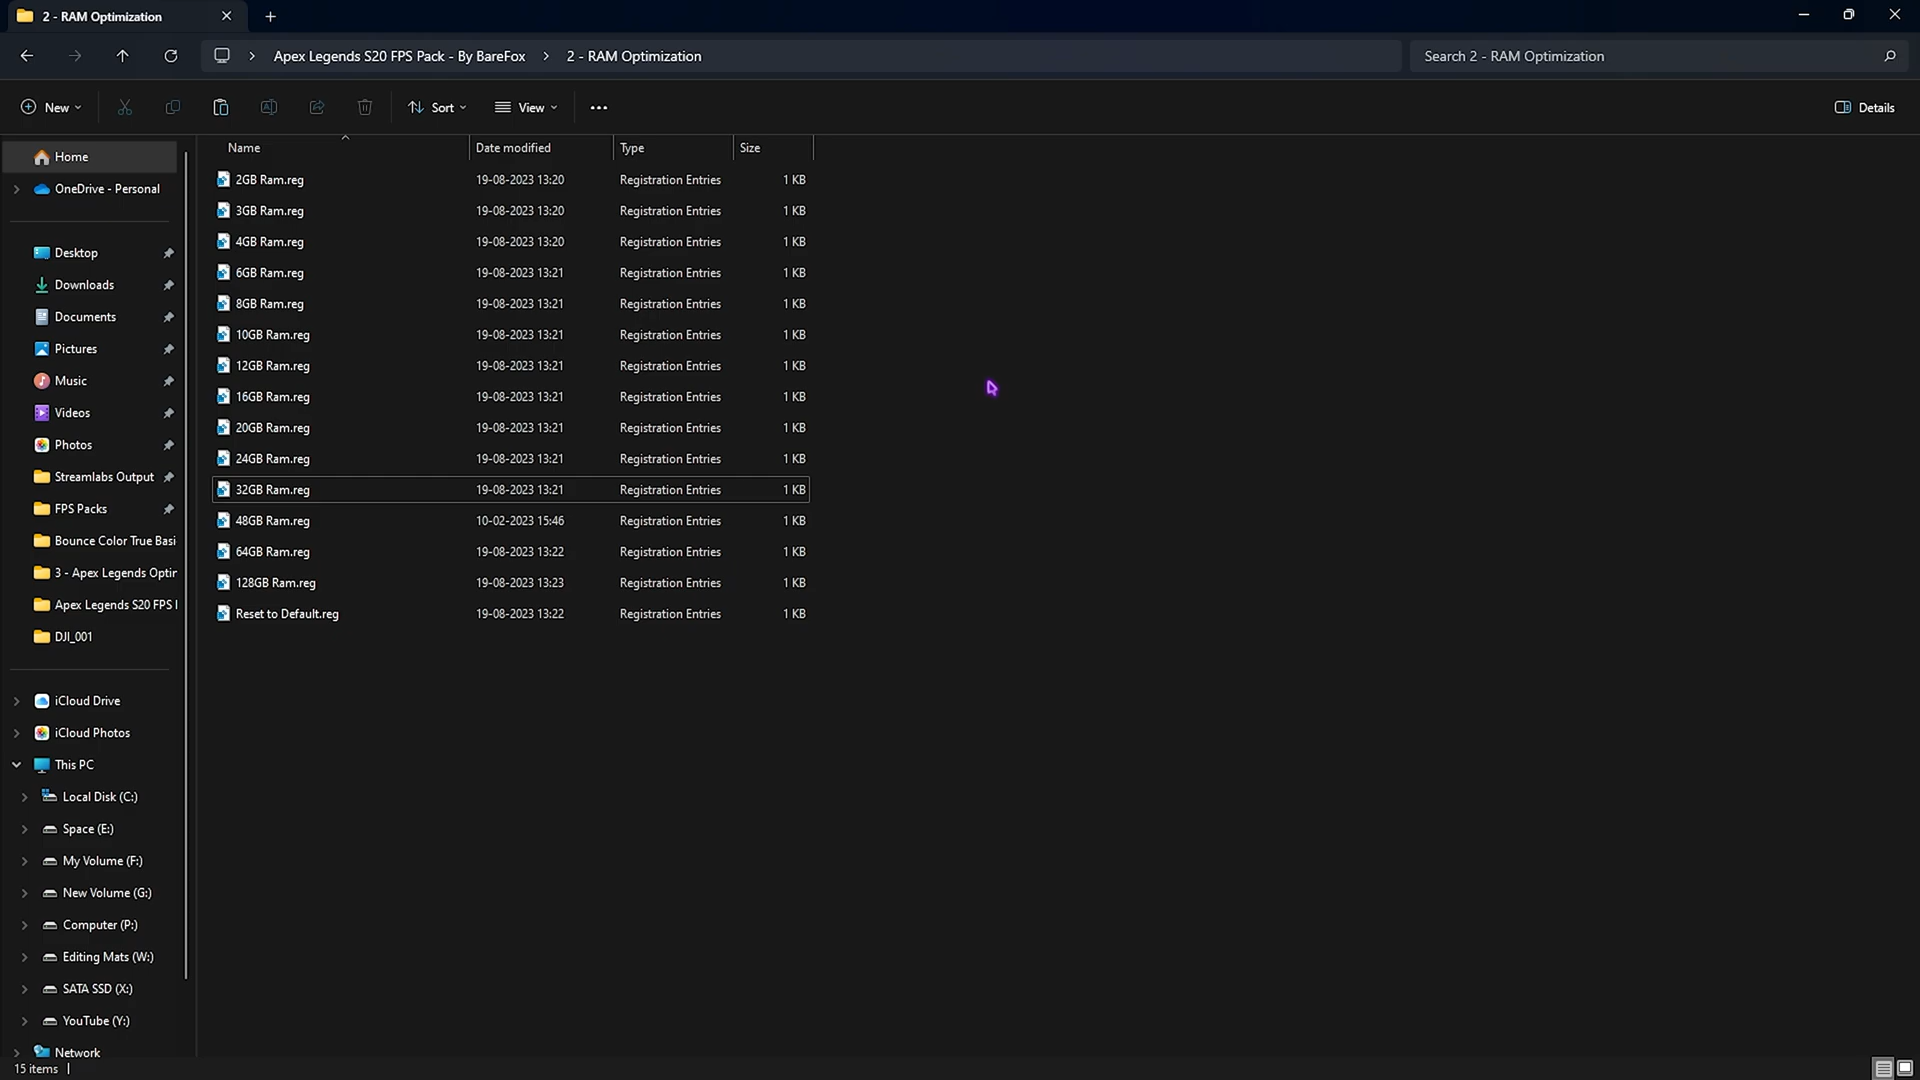 2 - RAM Optimization
Apex Legends S20 FPS Pack - By BareFox > 2 - RAM Optimization
Search 2 - RAM Optimization
New
Sort
View
Details
Name Date modified Type Size
2GB Ram.reg 19-08-2023 13:20 Registration Entries 1 KB
3GB Ram.reg 19-08-2023 13:20 Registration Entries 1 KB
4GB Ram.reg 19-08-2023 13:20 Registration Entries 1 KB
6GB Ram.reg 19-08-2023 13:21 Registration Entries 1 KB
8GB Ram.reg 19-08-2023 13:21 Registration Entries 1 KB
10GB Ram.reg 19-08-2023 13:21 Registration Entries 1 KB
12GB Ram.reg 19-08-2023 13:21 Registration Entries 1 KB
16GB Ram.reg 19-08-2023 13:21 Registration Entries 1 KB
20GB Ram.reg 19-08-2023 13:21 Registration Entries 1 KB
24GB Ram.reg 19-08-2023 13:21 Registration Entries 1 KB
32GB Ram.reg 19-08-2023 13:21 Registration Entries 1 KB
48GB Ram.reg 10-02-2023 15:46 Registration Entries 1 KB
64GB Ram.reg 19-08-2023 13:22 Registration Entries 1 KB
128GB Ram.reg 19-08-2023 13:23 Registration Entries 1 KB
Reset to Default.reg 19-08-2023 13:22 Registration Entries 1 KB
Home
OneDrive - Personal
Desktop
Downloads
Documents
Pictures
Music
Videos
Photos
Streamlabs Output
FPS Packs
Bounce Color True Basi
3 - Apex Legends Optir
Apex Legends S20 FPS
DJI_001
iCloud Drive
iCloud Photos
This PC
Local Disk (C:)
Space (E:)
My Volume (F:)
New Volume (G:)
Computer (P:)
Editing Mats (W:)
SATA SSD (X:)
YouTube (Y:)
Network
15 items